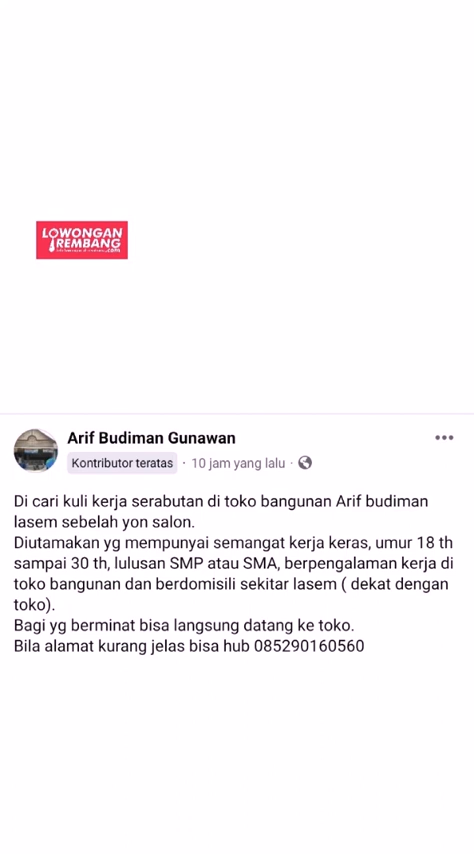 LOWONGAN
REMBANG
.com
Arif Budiman Gunawan
Kontributor teratas · 10 jam yang lalu ·
Di cari kuli kerja serabutan di toko bangunan Arif budiman
lasem sebelah yon salon.
Diutamakan yg mempunyai semangat kerja keras, umur 18 th
sampai 30 th, lulusan SMP atau SMA, berpengalaman kerja di
toko bangunan dan berdomisili sekitar lasem ( dekat dengan
toko).
Bagi yg berminat bisa langsung datang ke toko.
Bila alamat kurang jelas bisa hub 085290160560